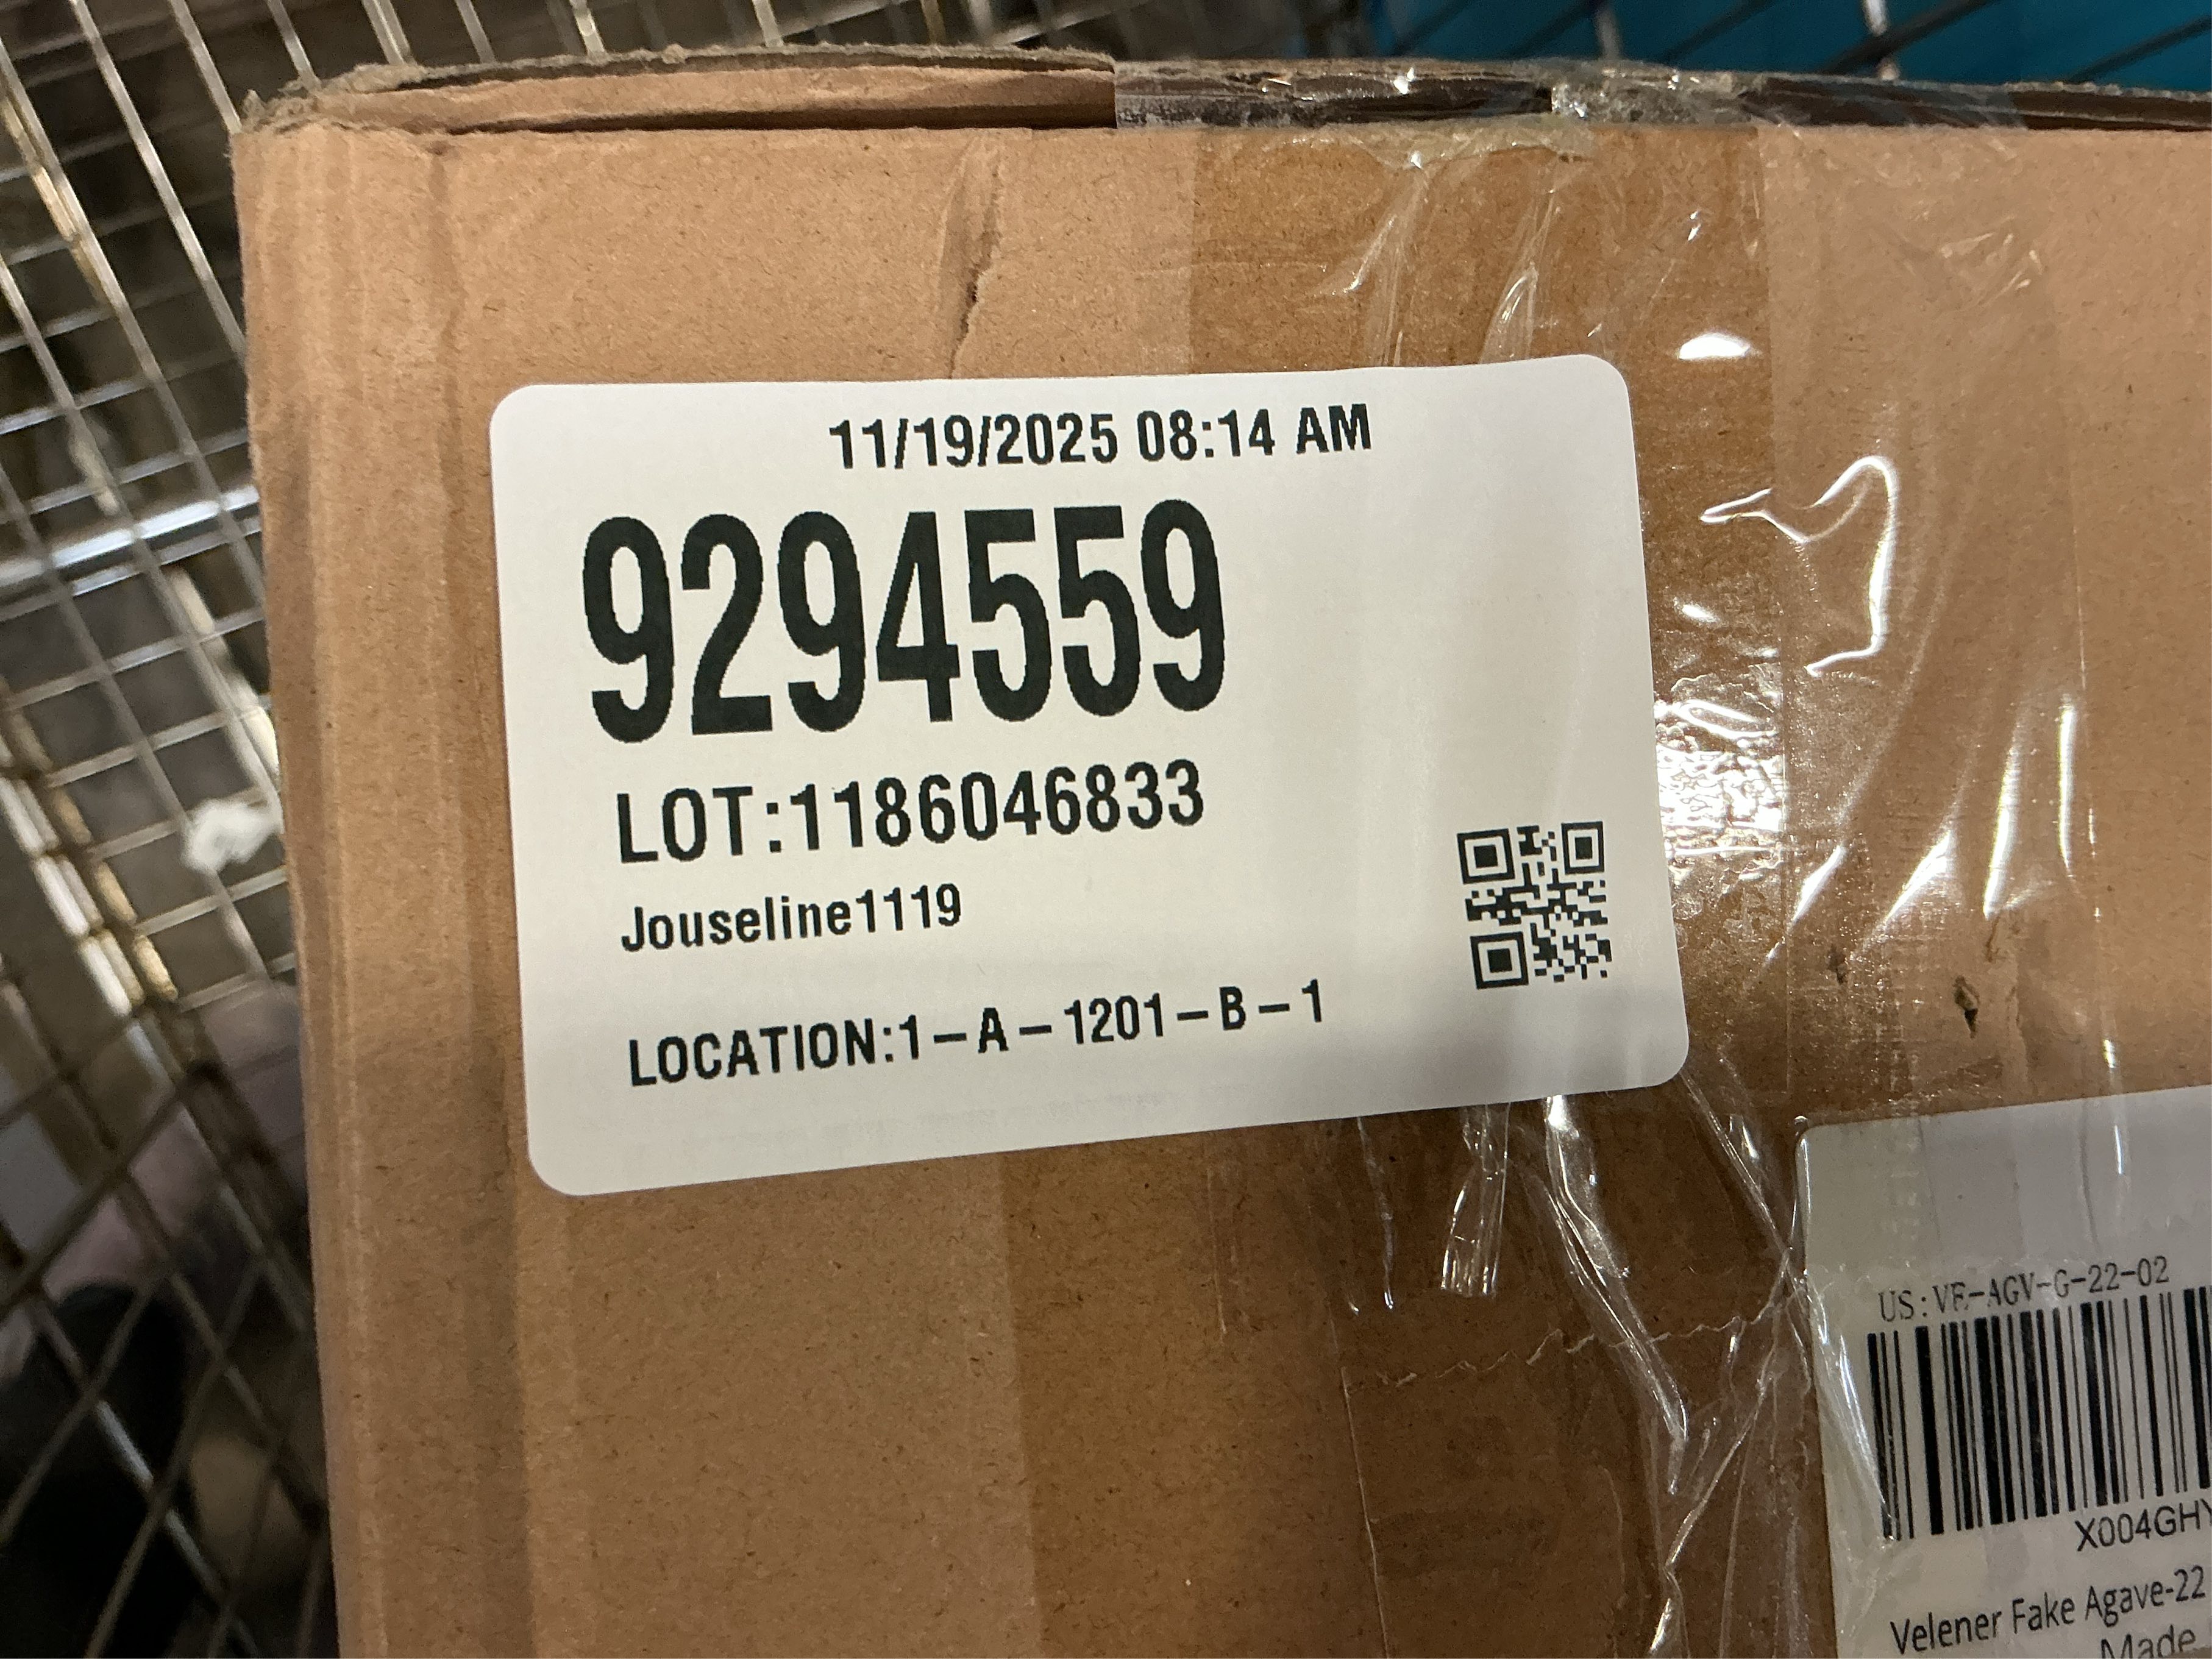 11/19/2025 08:14 AM
9294559
LOT:1186046833
Jouseline1119
LOCATION:1-A-1201-B-1
US:VE-AGV-G-22-02
X004GHY
Velener Fake Agave-22
Made